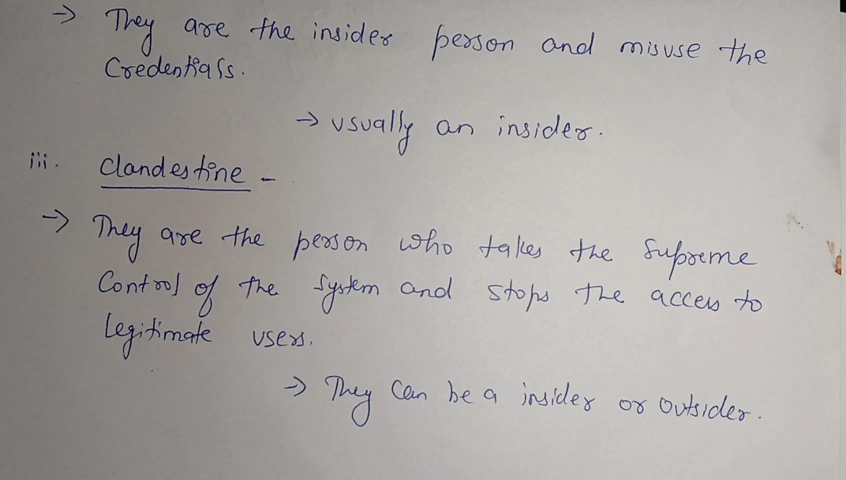 → They are the insider person and misuse the
Credentials.
→ usually an insider.
iii. Clandestine -
→ They are the person who takes the Supreme
Control of the System and stops the access to
Legitimate users.
→ They Can be a insider or outsider.